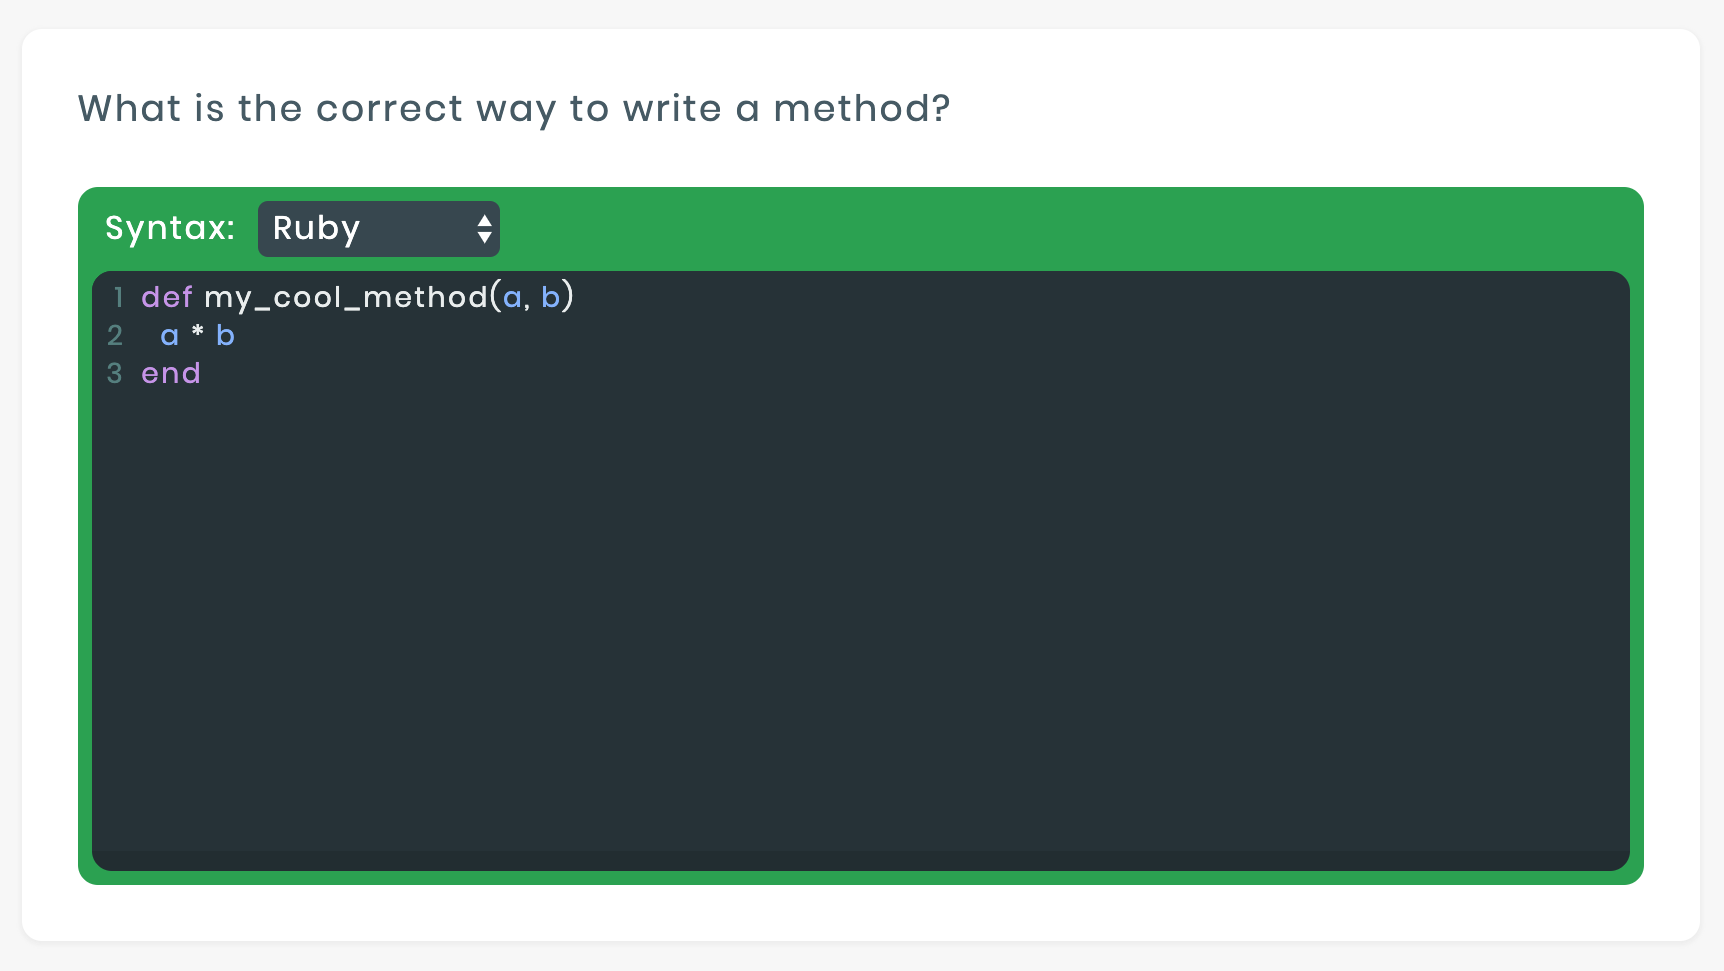 What is the correct way to write a method?
Syntax: Ruby
1 def my_cool_method(a, b)
2 a * b
3 end